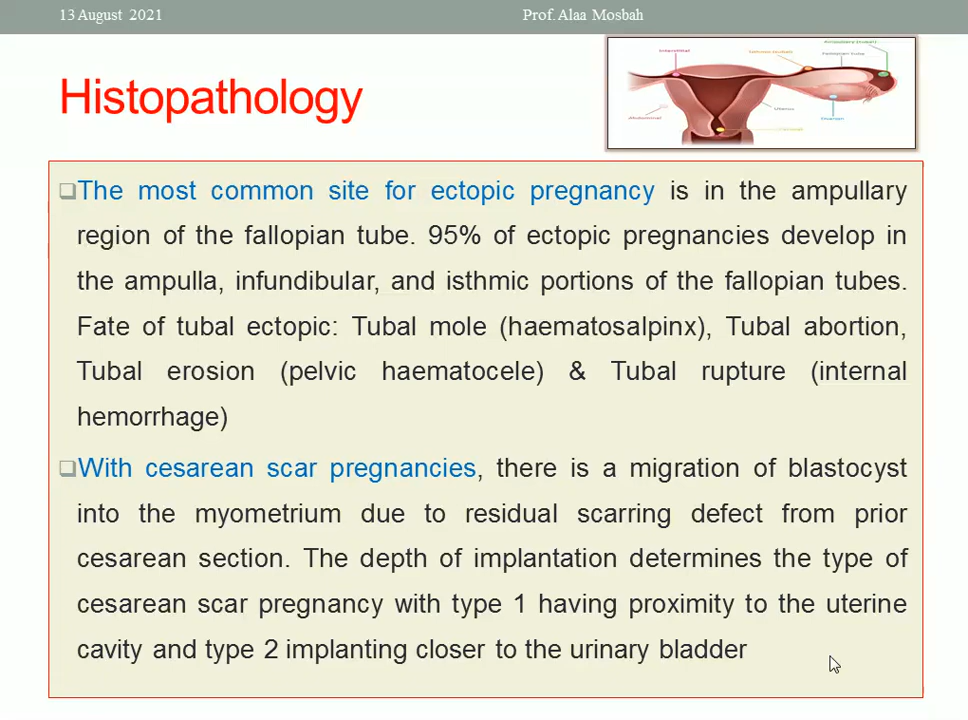 13 August 2021
Prof. Alaa Mosbah
Histopathology
❑The most common site for ectopic pregnancy is in the ampullary
region of the fallopian tube. 95% of ectopic pregnancies develop in
the ampulla, infundibular, and isthmic portions of the fallopian tubes.
Fate of tubal ectopic: Tubal mole (haematosalpinx), Tubal abortion,
Tubal erosion (pelvic haematocele) & Tubal rupture (internal
hemorrhage)
❑With cesarean scar pregnancies, there is a migration of blastocyst
into the myometrium due to residual scarring defect from prior
cesarean section. The depth of implantation determines the type of
cesarean scar pregnancy with type 1 having proximity to the uterine
cavity and type 2 implanting closer to the urinary bladder